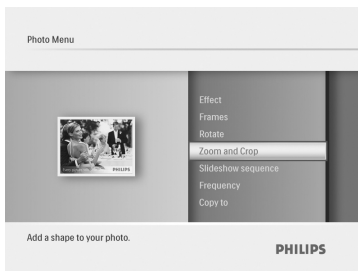 Photo Menu
Effect
Frames
Rotate
Zoom and Crop
Slideshow sequence
Frequency
Copy to
PHILIPS
Add a shape to your photo.
PHILIPS